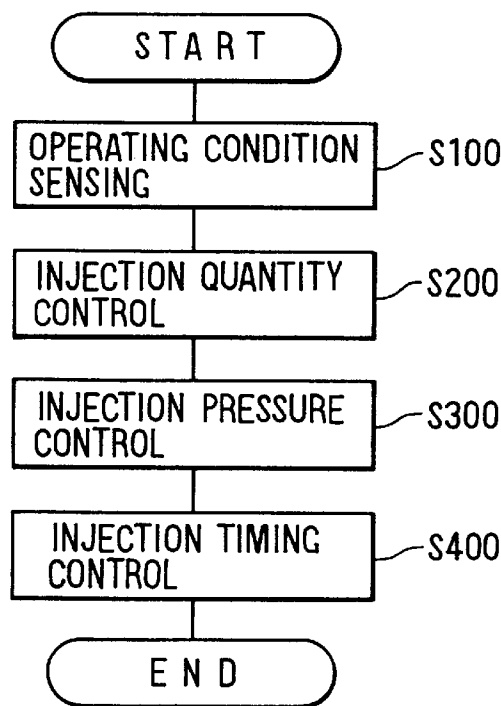 START
OPERATING CONDITION
SENSING
S100
INJECTION QUANTITY
CONTROL
S200
INJECTION PRESSURE
CONTROL
S300
INJECTION TIMING
CONTROL
S400
END